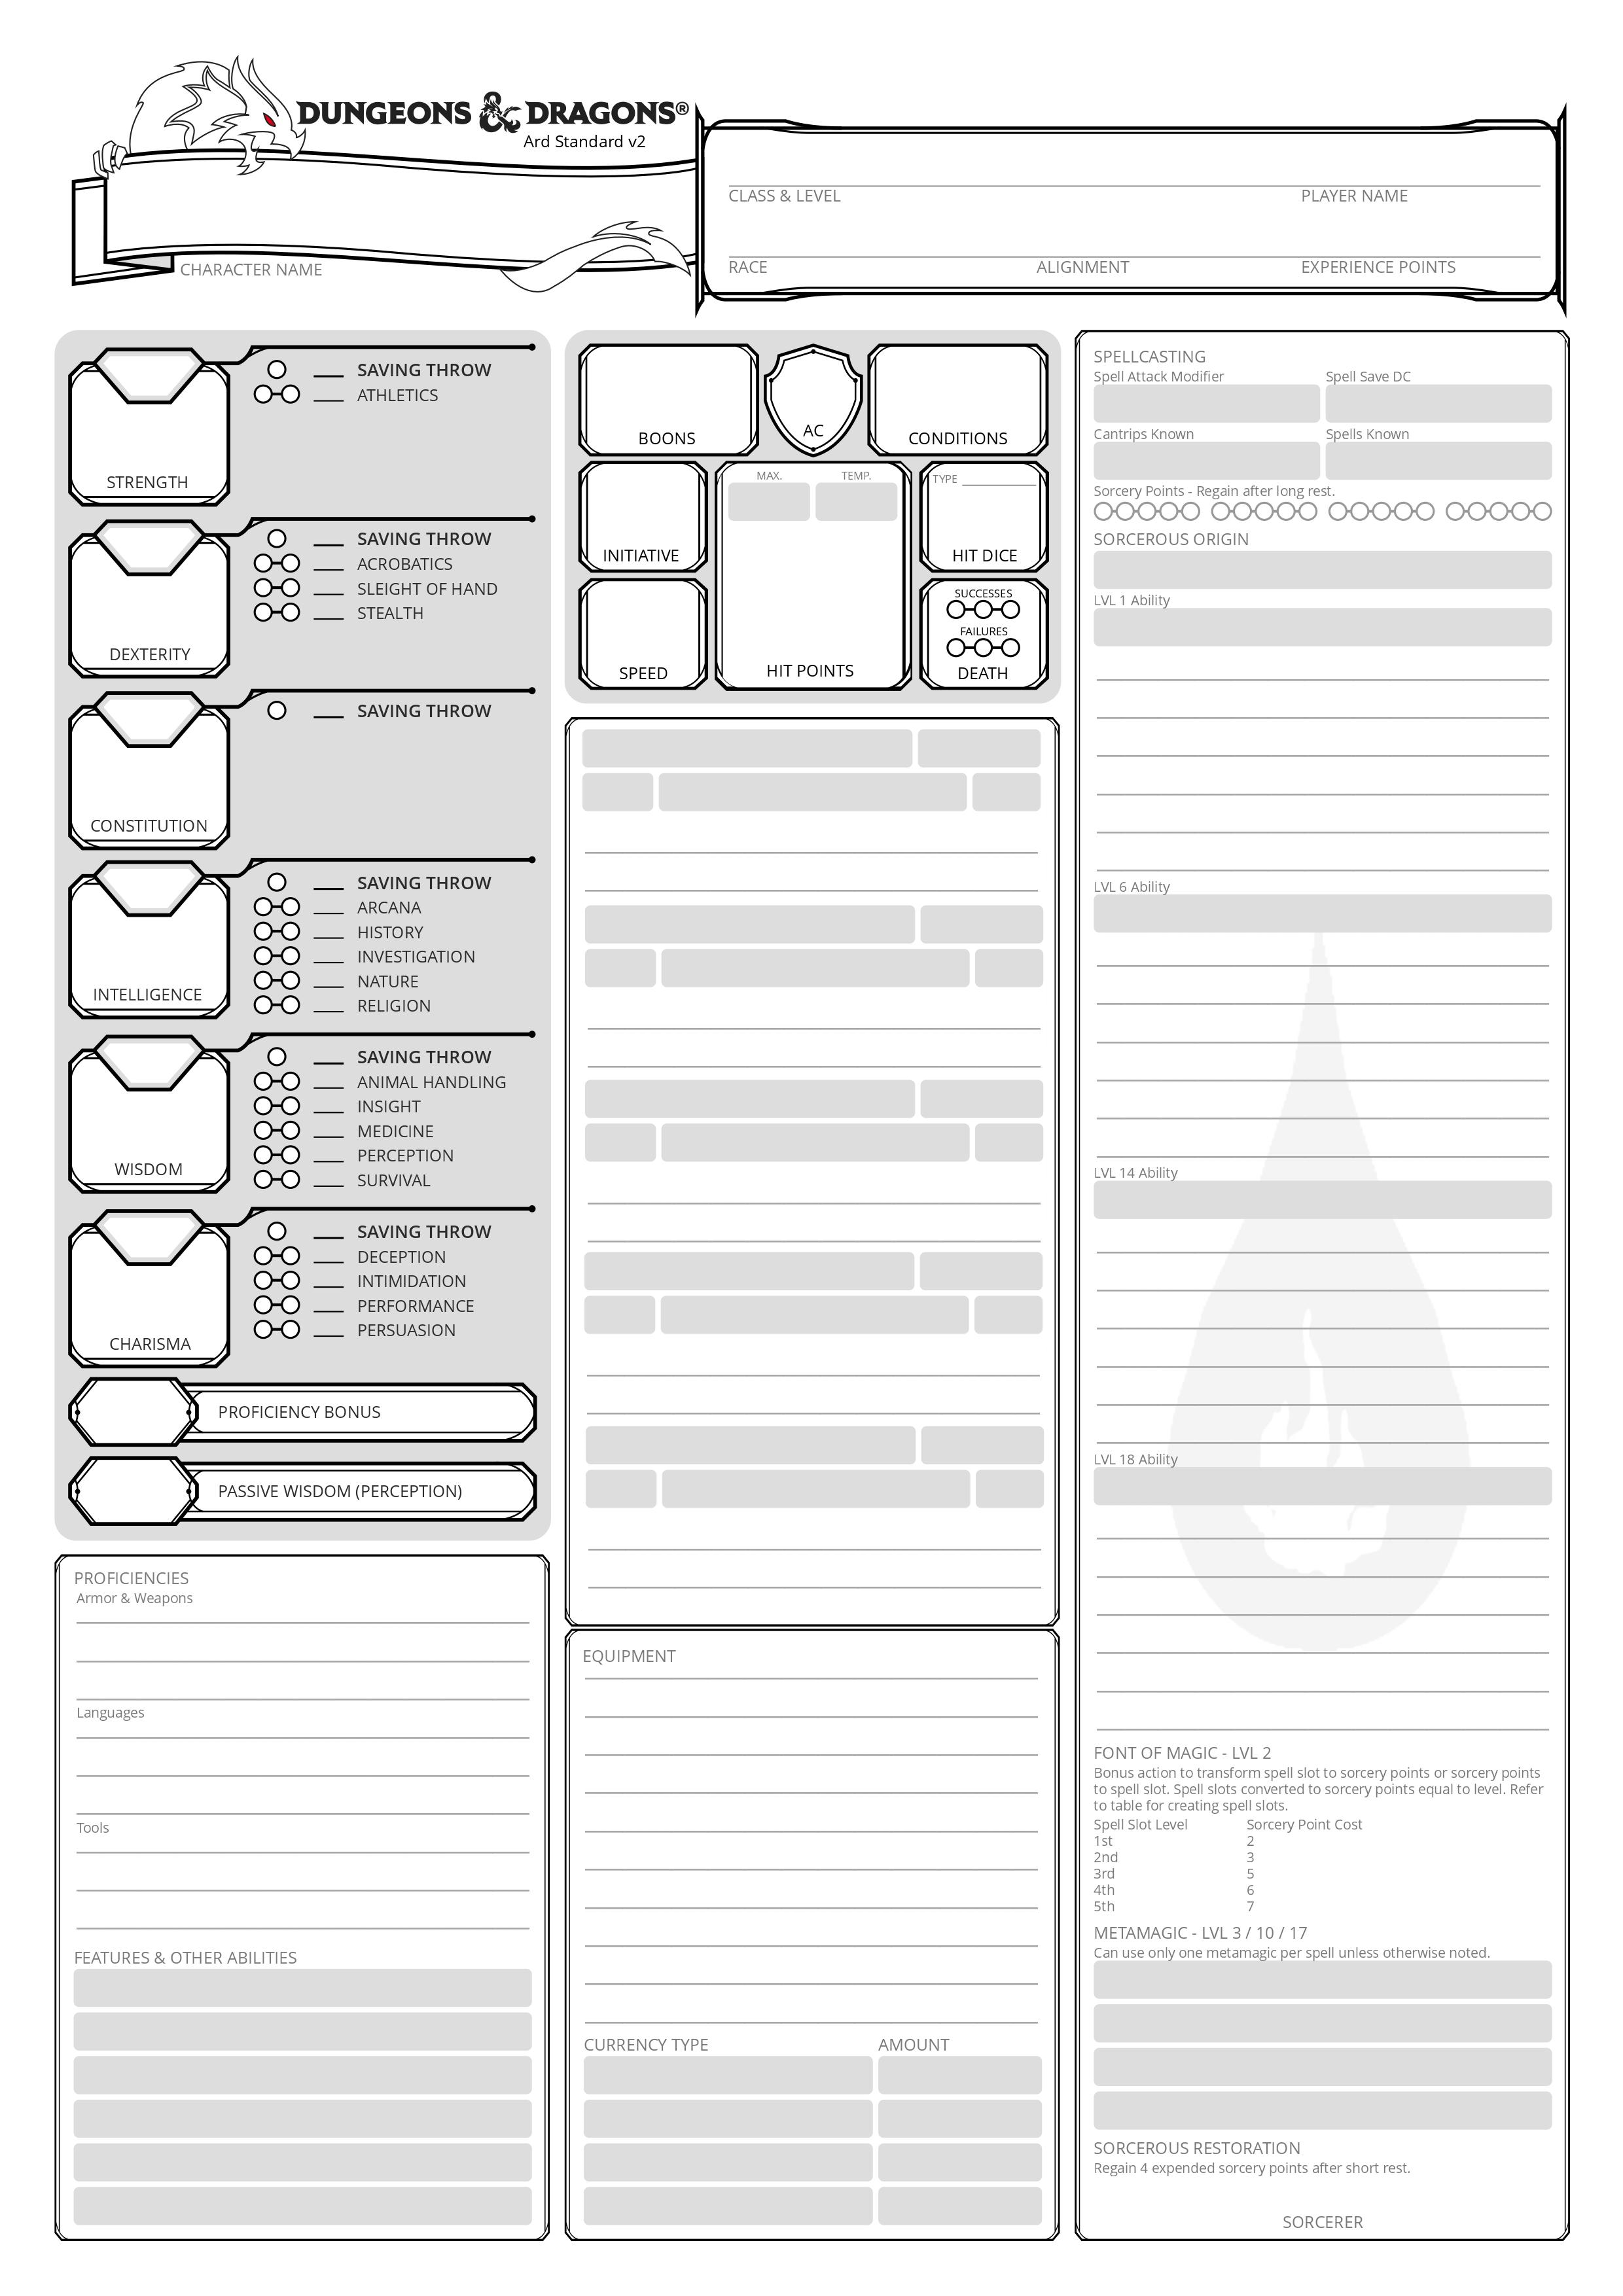 DUNGEONS & DRAGONS®
Ard Standard v2
CHARACTER NAME
CLASS & LEVEL PLAYER NAME
RACE ALIGNMENT EXPERIENCE POINTS
STRENGTH
SAVING THROW
ATHLETICS
DEXTERITY
SAVING THROW
ACROBATICS
SLEIGHT OF HAND
STEALTH
CONSTITUTION
SAVING THROW
INTELLIGENCE
SAVING THROW
ARCANA
HISTORY
INVESTIGATION
NATURE
RELIGION
WISDOM
SAVING THROW
ANIMAL HANDLING
INSIGHT
MEDICINE
PERCEPTION
SURVIVAL
CHARISMA
SAVING THROW
DECEPTION
INTIMIDATION
PERFORMANCE
PERSUASION
PROFICIENCY BONUS
PASSIVE WISDOM (PERCEPTION)
PROFICIENCIES
Armor & Weapons
Languages
Tools
FEATURES & OTHER ABILITIES
BOONS
AC
CONDITIONS
INITIATIVE
MAX. TEMP.
HIT POINTS
TYPE
HIT DICE
SPEED
SUCCESSES
FAILURES
DEATH
EQUIPMENT
CURRENCY TYPE AMOUNT
SPELLCASTING
Spell Attack Modifier Spell Save DC
Cantrips Known Spells Known
Sorcery Points - Regain after long rest.
SORCEROUS ORIGIN
LVL 1 Ability
LVL 6 Ability
LVL 14 Ability
LVL 18 Ability
FONT OF MAGIC - LVL 2
Bonus action to transform spell slot to sorcery points or sorcery points
to spell slot. Spell slots converted to sorcery points equal to level. Refer
to table for creating spell slots.
Spell Slot Level Sorcery Point Cost
1st 2
2nd 3
3rd 5
4th 6
5th 7
METAMAGIC - LVL 3 / 10 / 17
Can use only one metamagic per spell unless otherwise noted.
SORCEROUS RESTORATION
Regain 4 expended sorcery points after short rest.
SORCERER